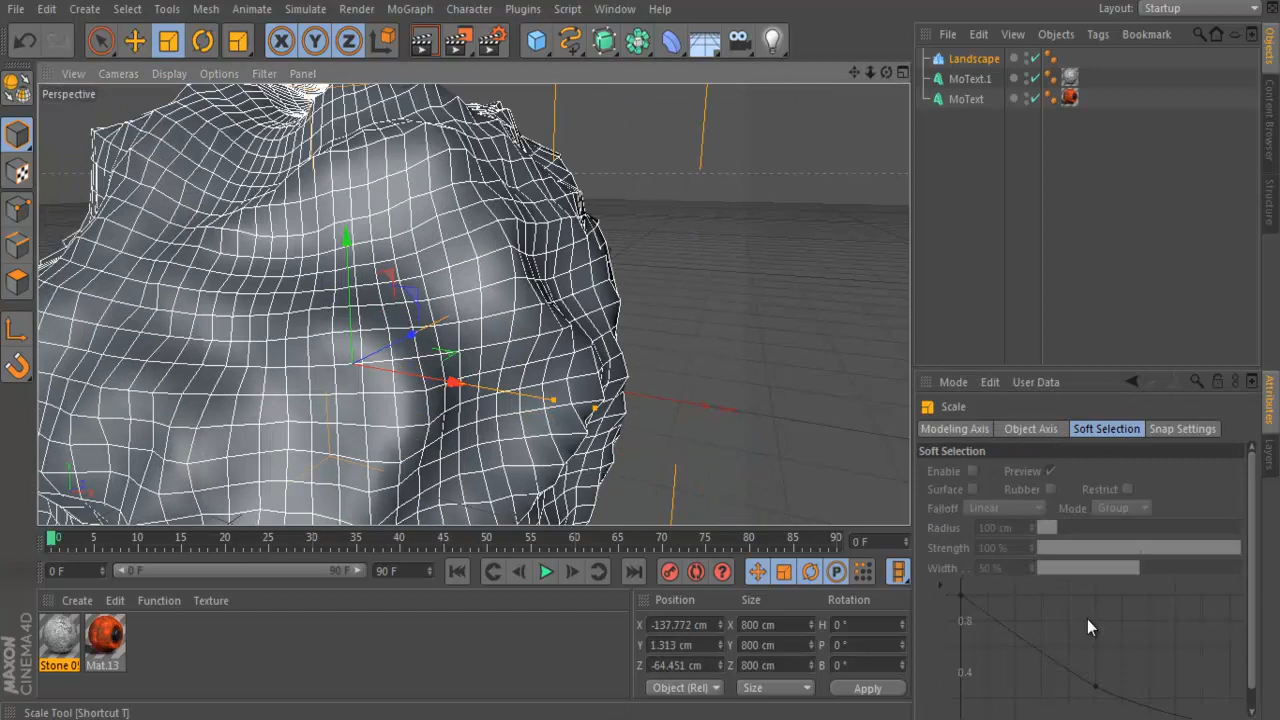 File Edit Create Select Tools Mesh Animate Simulate Render MoGraph Character Plugins Script Window Help Layout: Startup
View Cameras Display Options Filter Panel
Perspective
File Edit View Objects Tags Bookmark
Landscape
MoText.1
MoText
Objects
Content Browser
Structure
Mode Edit User Data
Scale
Modeling Axis Object Axis Soft Selection Snap Settings
Soft Selection
Enable Preview
Surface Rubber Restrict
Falloff Linear Mode Group
Radius 100 cm
Strength 100 %
Width . . 50 %
0.8
0.4
Attributes
Layers
0 5 10 15 20 25 30 35 40 45 50 55 60 65 70 75 80 85 90 0 F
0 F 0 F 90 F 90 F
Create Edit Function Texture
Stone 0 Mat.13
Position Size Rotation
X -137.772 cm X 800 cm H 0 °
Y 1.313 cm Y 800 cm P 0 °
Z -64.451 cm Z 800 cm B 0 °
Object (Rel) Size Apply
MAXON
CINEMA 4D
Scale Tool [Shortcut T]